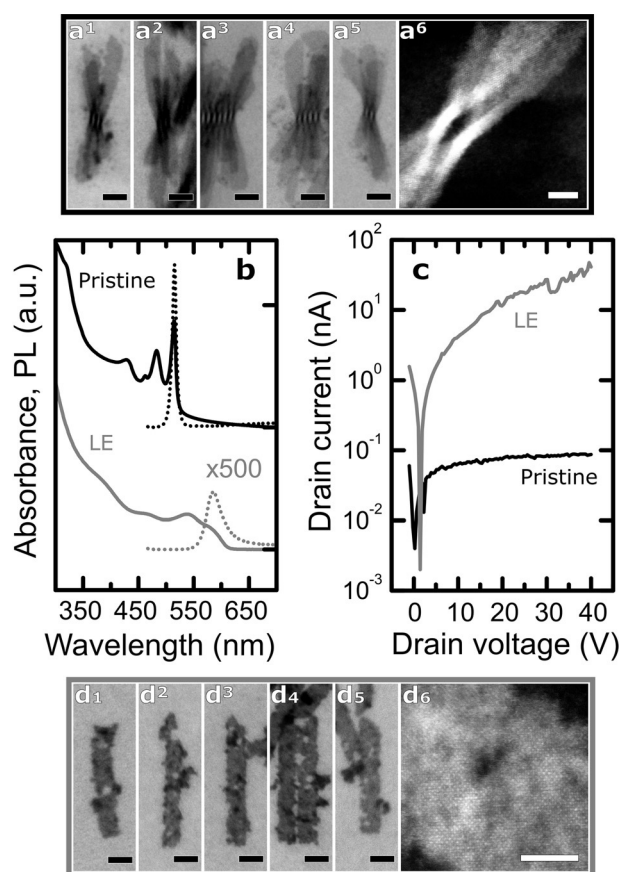 a¹ a² a³ a⁴ a⁵ a⁶
b
Pristine
LE
x500
Absorbance, PL (a.u.)
350 450 550 650
Wavelength (nm)
c
LE
Pristine
Drain current (nA)
10²
10¹
10⁰
10⁻¹
10⁻²
10⁻³
0 10 20 30 40
Drain voltage (V)
d₁ d² d³ d₄ d₅ d₆